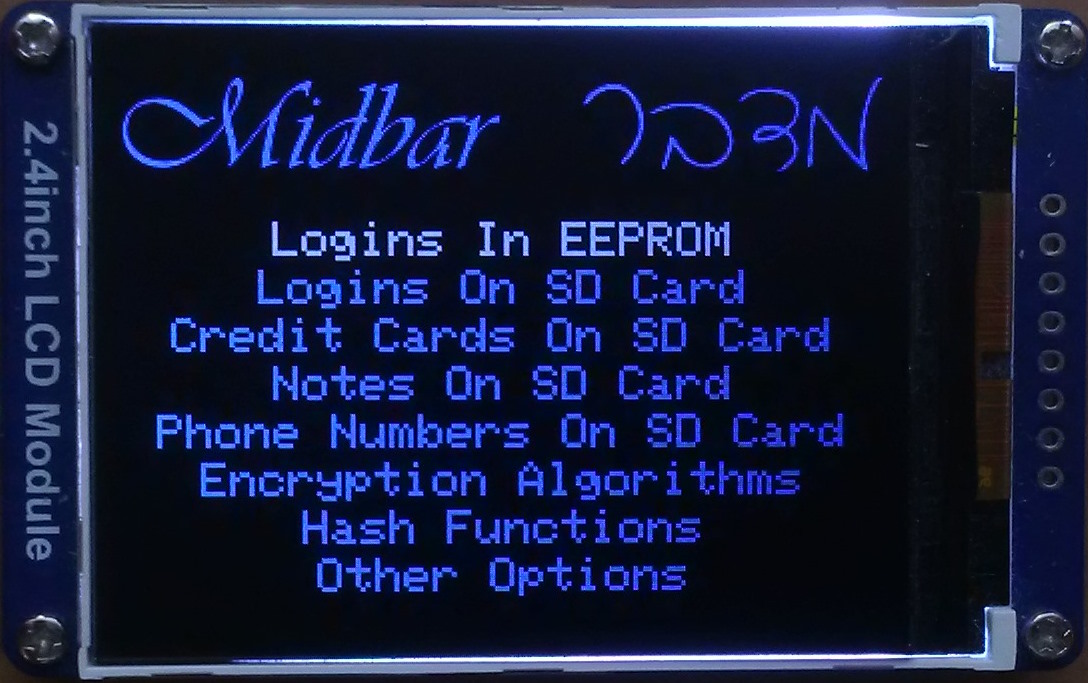 Midbar מדבר
Logins In EEPROM
Logins On SD Card
Credit Cards On SD Card
Notes On SD Card
Phone Numbers On SD Card
Encryption Algorithms
Hash Functions
Other Options
2.4inch LCD Module